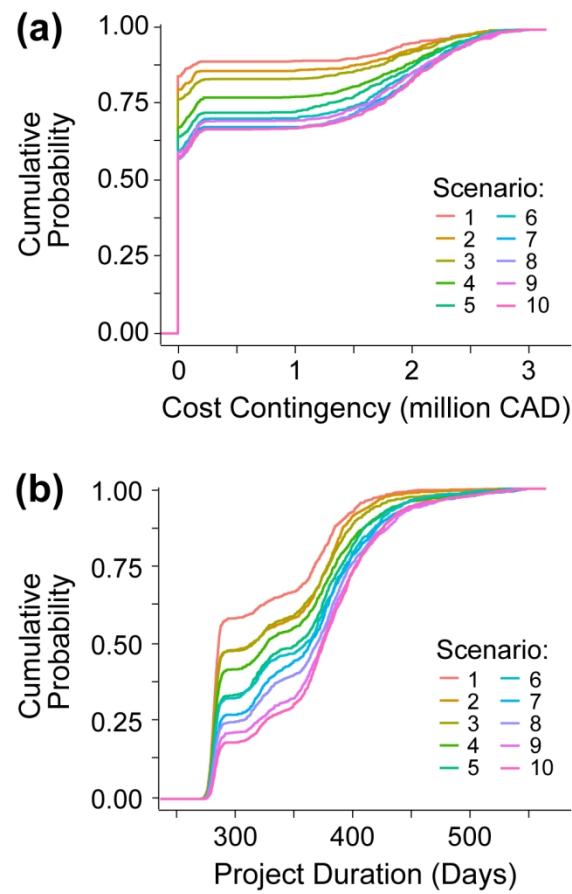 (a)
Cumulative
Probability
1.00
0.75
0.50
0.25
0.00
Scenario:
1 6
2 7
3 8
4 9
5 10
0 1 2 3
Cost Contingency (million CAD)
(b)
Cumulative
Probability
1.00
0.75
0.50
0.25
0.00
Scenario:
1 6
2 7
3 8
4 9
5 10
300 400 500
Project Duration (Days)